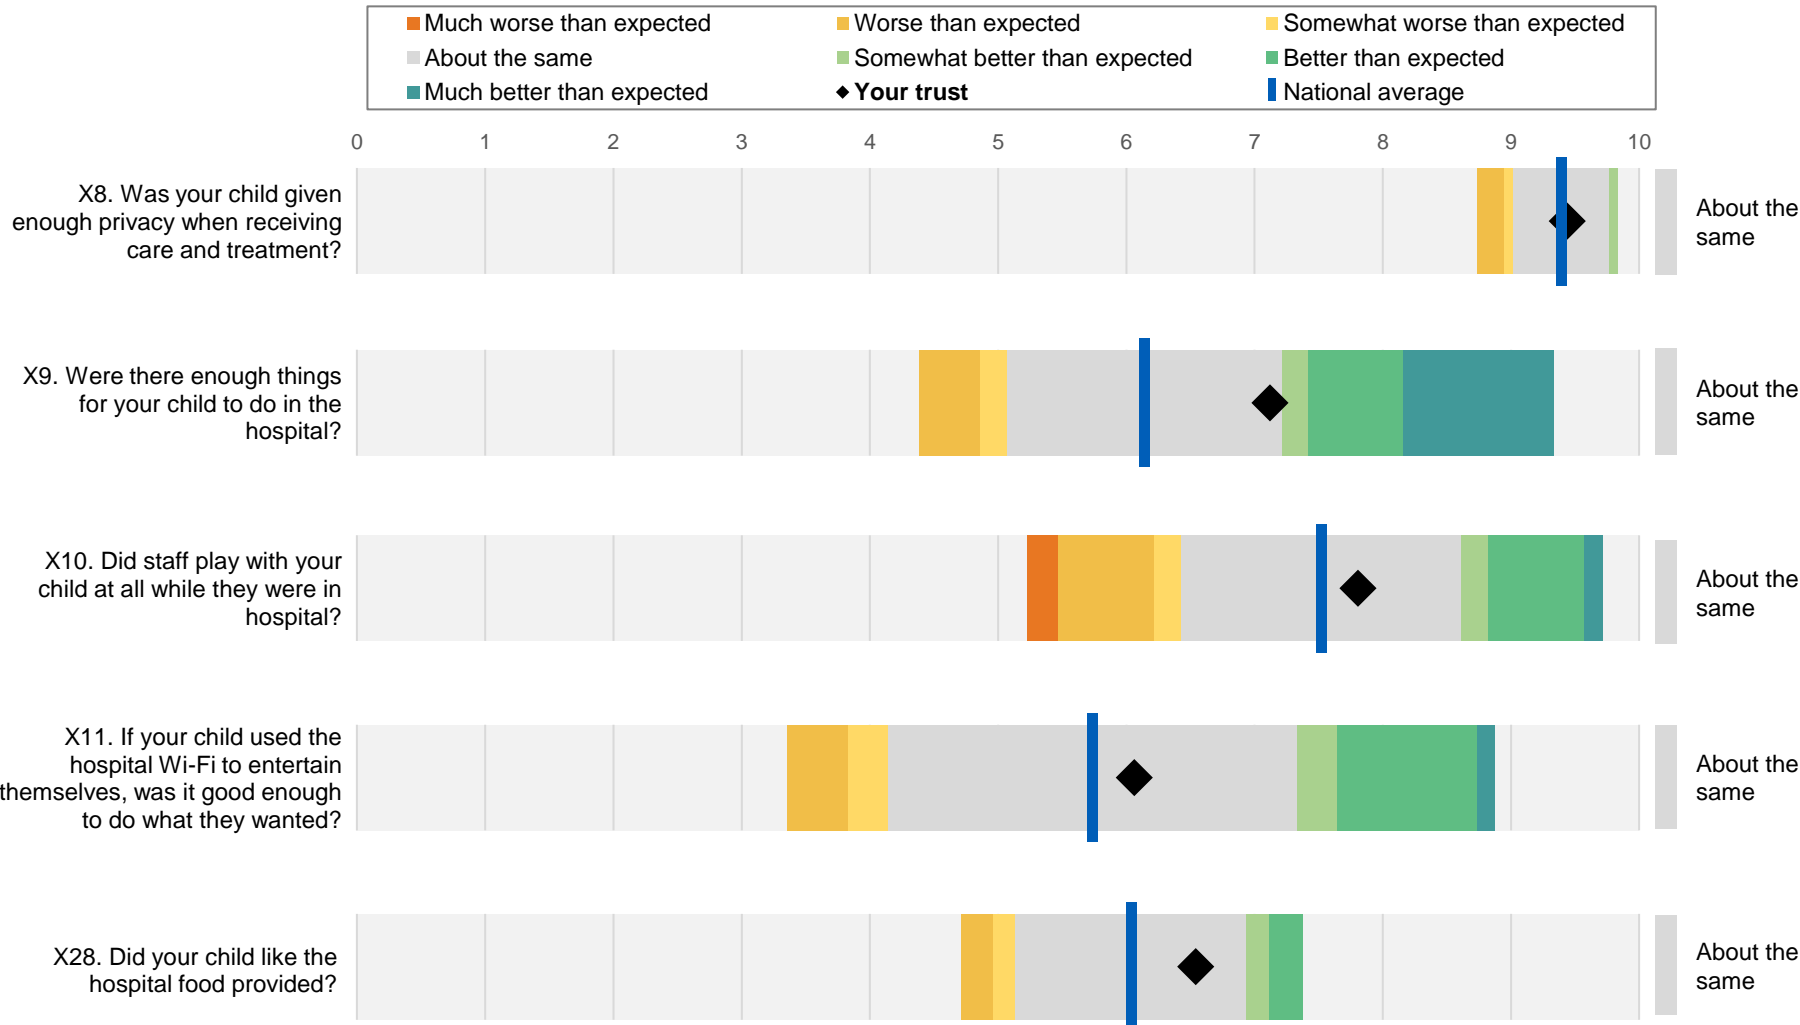 Much worse than expected
Worse than expected
Somewhat worse than expected
About the same
Somewhat better than expected
Better than expected
Much better than expected
Your trust
National average
0 1 2 3 4 5 6 7 8 9 10
X8. Was your child given
enough privacy when receiving
care and treatment?
About the
same
X9. Were there enough things
for your child to do in the
hospital?
About the
same
X10. Did staff play with your
child at all while they were in
hospital?
About the
same
X11. If your child used the
hospital Wi-Fi to entertain
themselves, was it good enough
to do what they wanted?
About the
same
X28. Did your child like the
hospital food provided?
About the
same